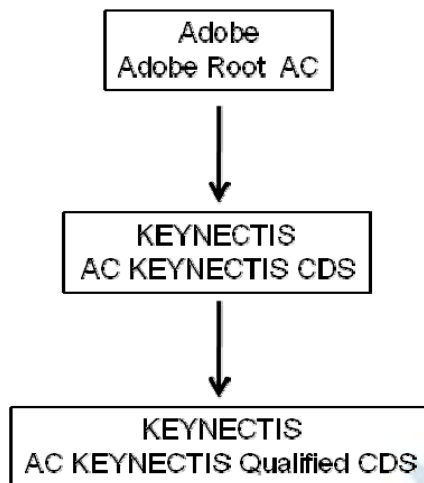 Adobe
Adobe Root AC
KEYNECTIS
AC KEYNECTIS CDS
KEYNECTIS
AC KEYNECTIS Qualified CDS